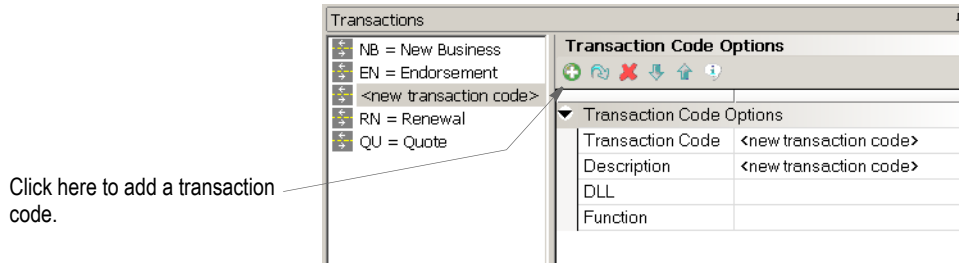 Transactions
NB = New Business
EN = Endorsement
<new transaction code>
RN = Renewal
QU = Quote
Transaction Code Options
Transaction Code Options
Transaction Code <new transaction code>
Description <new transaction code>
DLL
Function
Click here to add a transaction
code.